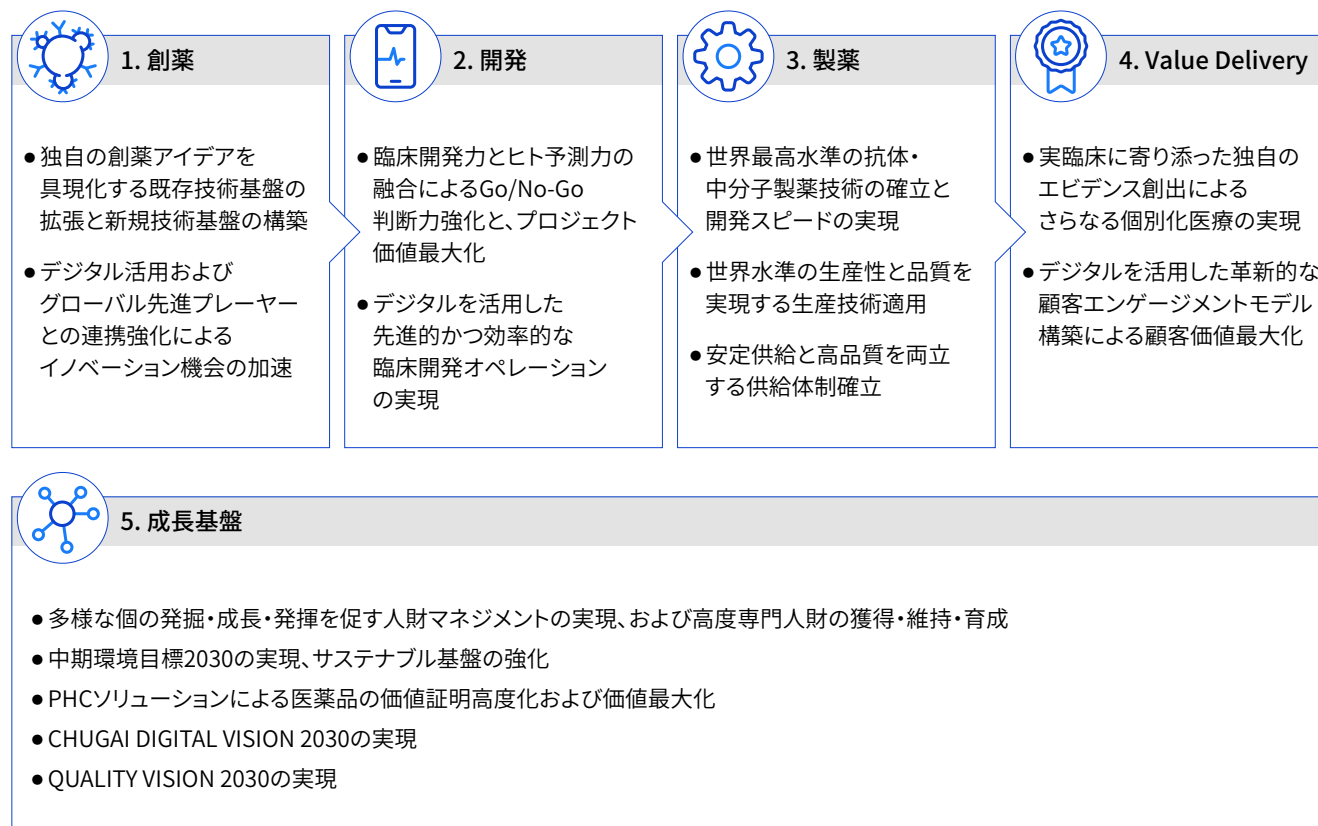 1. 創薬
● 独自の創薬アイデアを
具現化する既存技術基盤の
拡張と新規技術基盤の構築
● デジタル活用および
グローバル先進プレーヤー
との連携強化による
イノベーション機会の加速
2. 開発
● 臨床開発力とヒト予測力の
融合によるGo/No-Go
判断力強化と、プロジェクト
価値最大化
● デジタルを活用した
先進的かつ効率的な
臨床開発オペレーション
の実現
3. 製薬
● 世界最高水準の抗体・
中分子製薬技術の確立と
開発スピードの実現
● 世界水準の生産性と品質を
実現する生産技術適用
● 安定供給と高品質を両立
する供給体制確立
4. Value Delivery
● 実臨床に寄り添った独自の
エビデンス創出による
さらなる個別化医療の実現
● デジタルを活用した革新的な
顧客エンゲージメントモデル
構築による顧客価値最大化
5. 成長基盤
● 多様な個の発掘・成長・発揮を促す人財マネジメントの実現、および高度専門人財の獲得・維持・育成
● 中期環境目標2030の実現、サステナブル基盤の強化
● PHCソリューションによる医薬品の価値証明高度化および価値最大化
● CHUGAI DIGITAL VISION 2030の実現
● QUALITY VISION 2030の実現